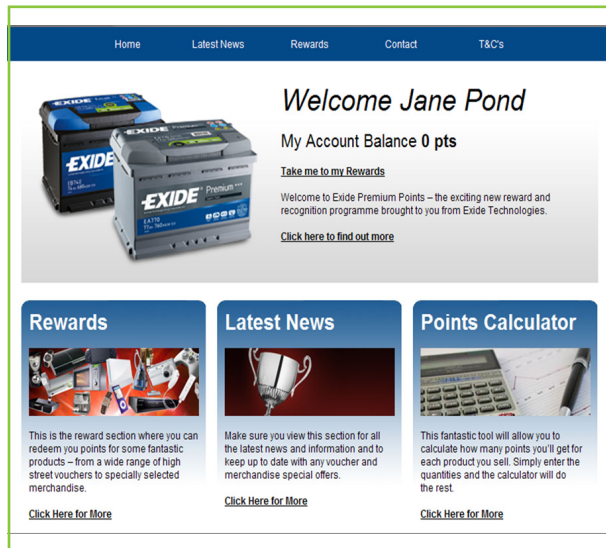 Home Latest News Rewards Contact T&C's
Welcome Jane Pond
My Account Balance 0 pts
Take me to my Rewards
Welcome to Exide Premium Points – the exciting new reward and
recognition programme brought to you from Exide Technologies.
Click here to find out more
EXIDE Excell
EXIDE
EXIDE Premium
EXIDE Premium
EA770
Rewards
This is the reward section where you can
redeem you points for some fantastic
products – from a wide range of high
street vouchers to specially selected
merchandise.
Click Here for More
Latest News
Make sure you view this section for all
the latest news and information and to
keep up to date with any voucher and
merchandise special offers.
Click Here for More
Points Calculator
This fantastic tool will allow you to
calculate how many points you'll get for
each product you sell. Simply enter the
quantities and the calculator will do
the rest.
Click Here for More